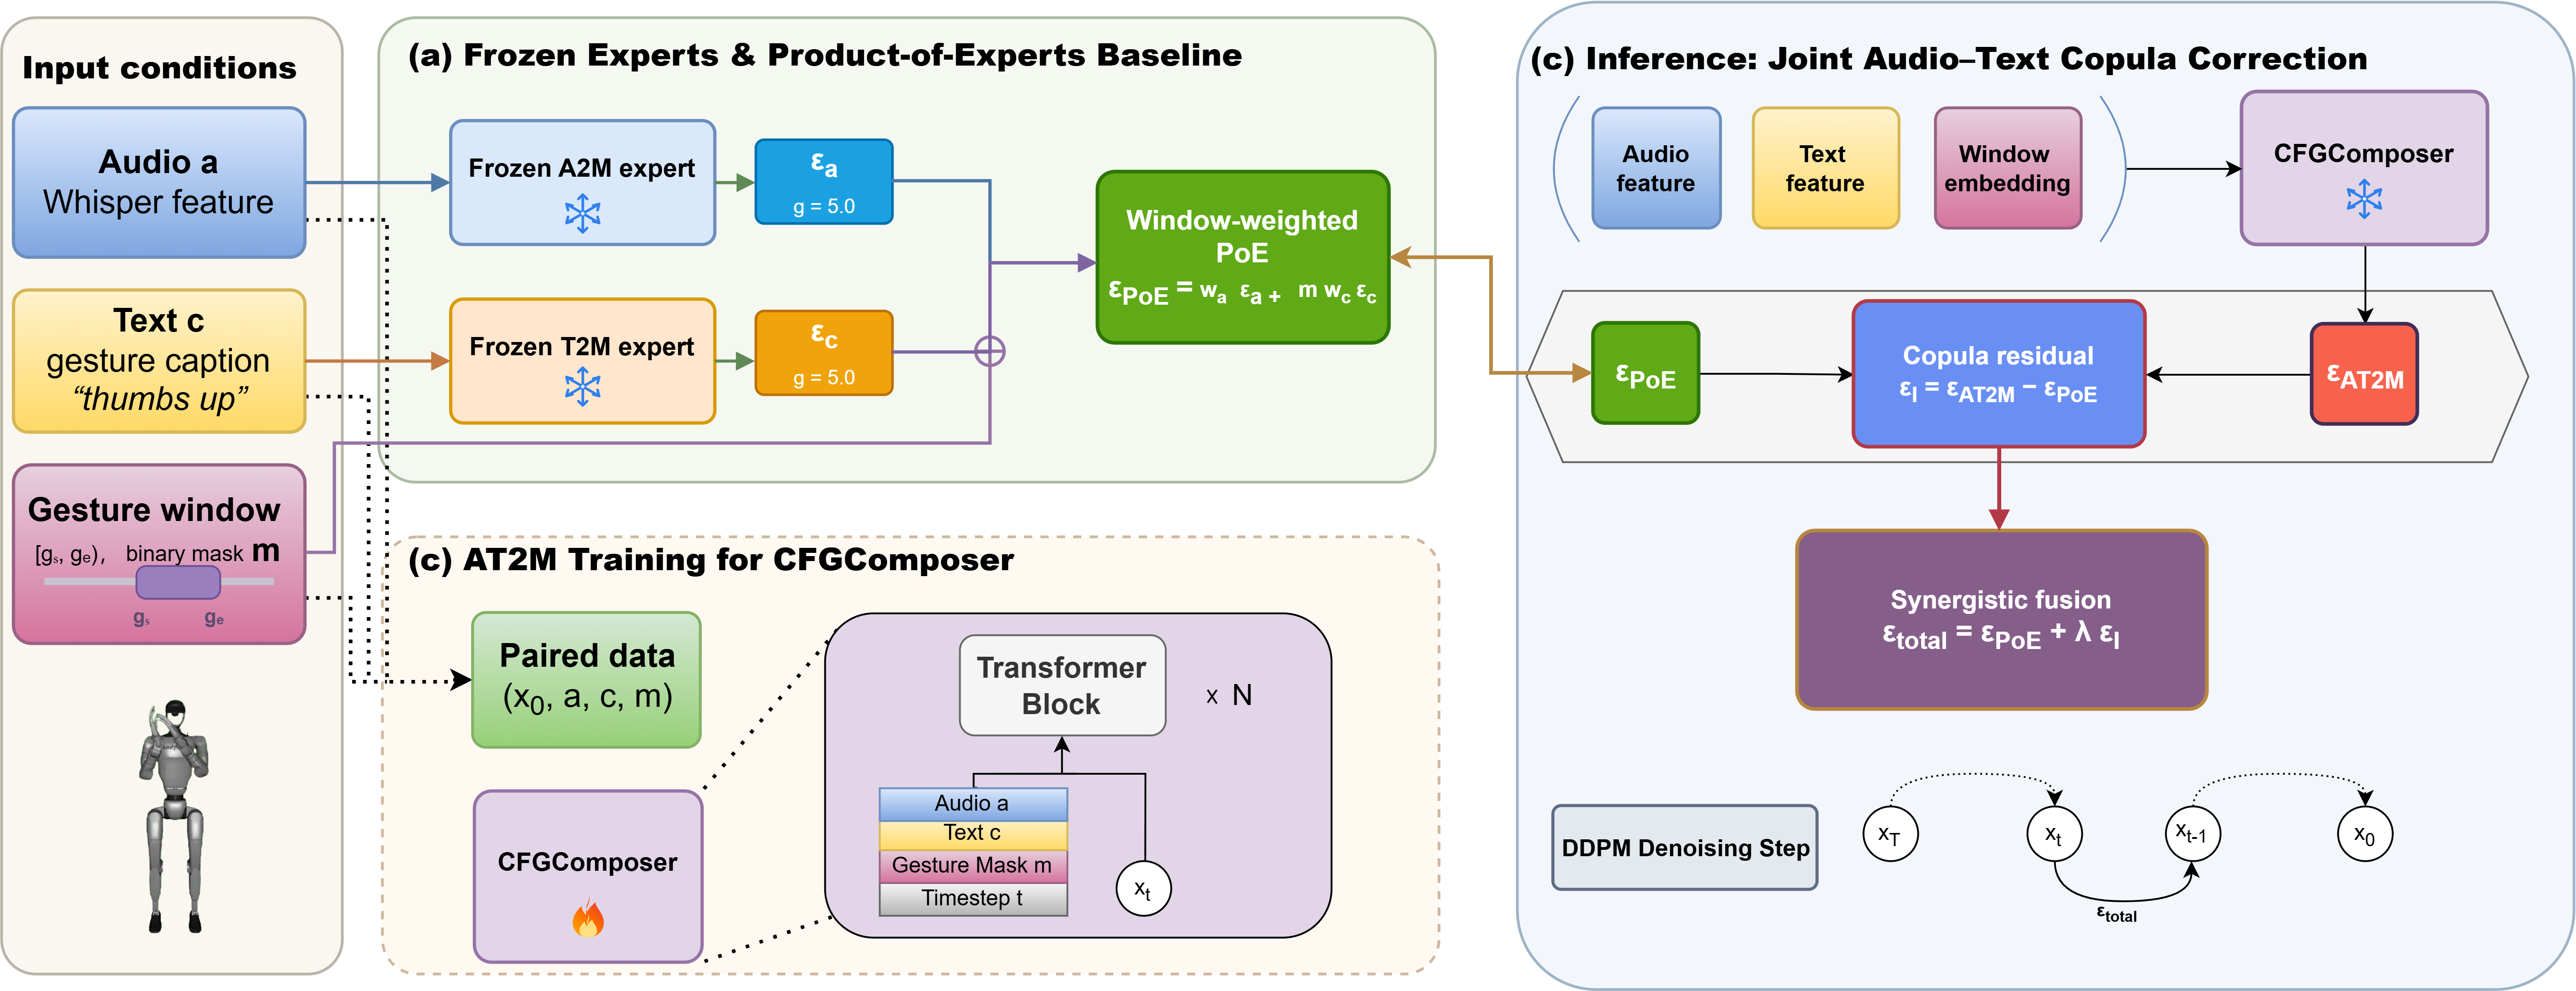 Input conditions
Audio a
Whisper feature
Text c
gesture caption
“thumbs up”
Gesture window
[gs, ge), binary mask m
gs ge
(a) Frozen Experts & Product-of-Experts Baseline
Frozen A2M expert
εa
g = 5.0
Frozen T2M expert
εc
g = 5.0
Window-weighted
PoE
εPoE = wa εa + m wc εc
(c) AT2M Training for CFGComposer
Paired data
(x0, a, c, m)
CFGComposer
Transformer
Block
x N
Audio a
Text c
Gesture Mask m
Timestep t
xt
(c) Inference: Joint Audio–Text Copula Correction
Audio
feature
Text
feature
Window
embedding
CFGComposer
εPoE
Copula residual
εI = εAT2M − εPoE
εAT2M
Synergistic fusion
εtotal = εPoE + λ εI
DDPM Denoising Step
xT
xt
xt-1
x0
εtotal